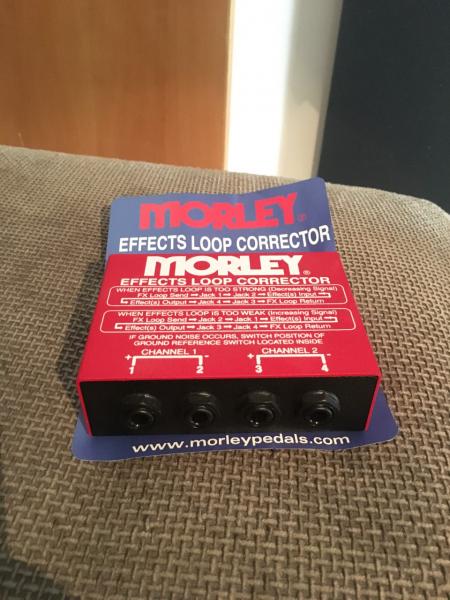 MORLEY®
EFFECTS LOOP CORRECTOR
MORLEY®
EFFECTS LOOP CORRECTOR
WHEN EFFECTS LOOP IS TOO STRONG (Decreasing Signal)
FX Loop Send → Jack 1 → Jack 2 → Effect(s) Input
Effect(s) Output → Jack 4 → Jack 3 → FX Loop Return
WHEN EFFECTS LOOP IS TOO WEAK (Increasing Signal)
FX Loop Send → Jack 2 → Jack 1 → Effect(s) Input
Effect(s) Output → Jack 3 → Jack 4 → FX Loop Return
IF GROUND NOISE OCCURS, SWITCH POSITION OF
GROUND REFERENCE SWITCH LOCATED INSIDE
CHANNEL 1 CHANNEL 2
+ - + -
1 2 3 4
www.morleypedals.com